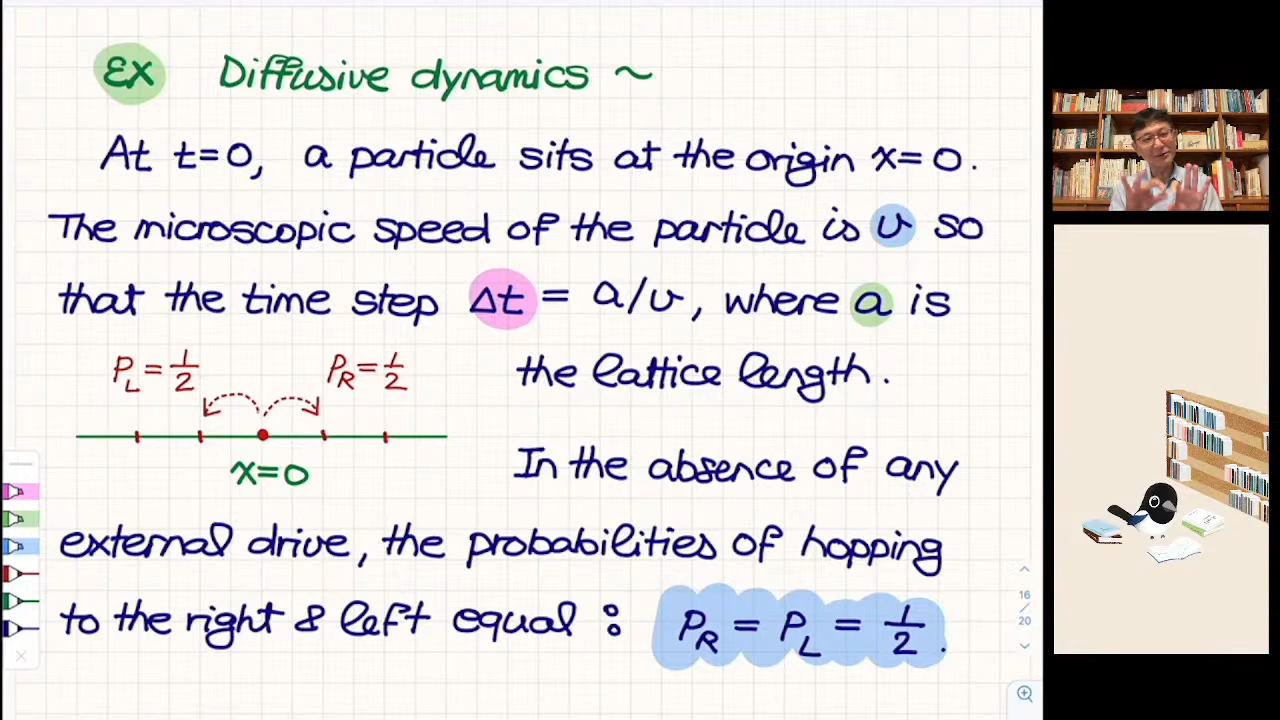 EX Diffusive dynamics ~
At t=0, a particle sits at the origin x=0.
The microscopic speed of the particle is v so
that the time step Δt = a/v, where a is
P_L = 1/2 P_R = 1/2
the lattice length.
x=0
In the absence of any
external drive, the probabilities of hopping
to the right & left equal : P_R = P_L = 1/2.
16
/
20